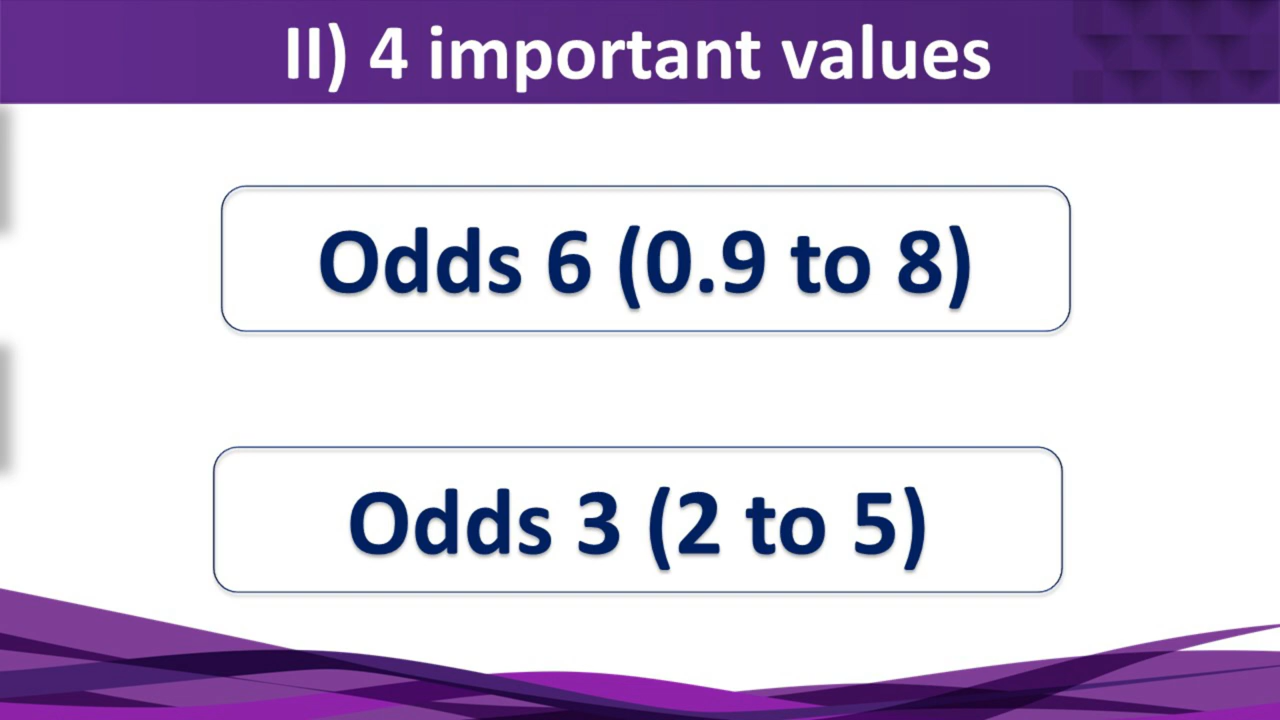 II) 4 important values
Odds 6 (0.9 to 8)
Odds 3 (2 to 5)